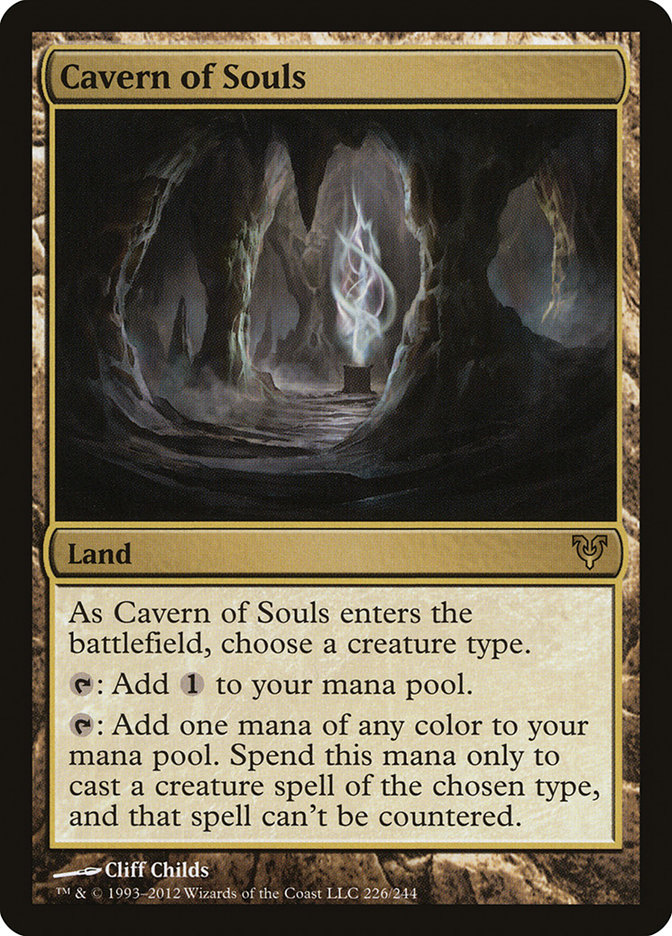 Cavern of Souls
Land
As Cavern of Souls enters the
battlefield, choose a creature type.
: Add 1 to your mana pool.
: Add one mana of any color to your
mana pool. Spend this mana only to
cast a creature spell of the chosen type,
and that spell can't be countered.
Cliff Childs
™ & © 1993–2012 Wizards of the Coast LLC 226/244